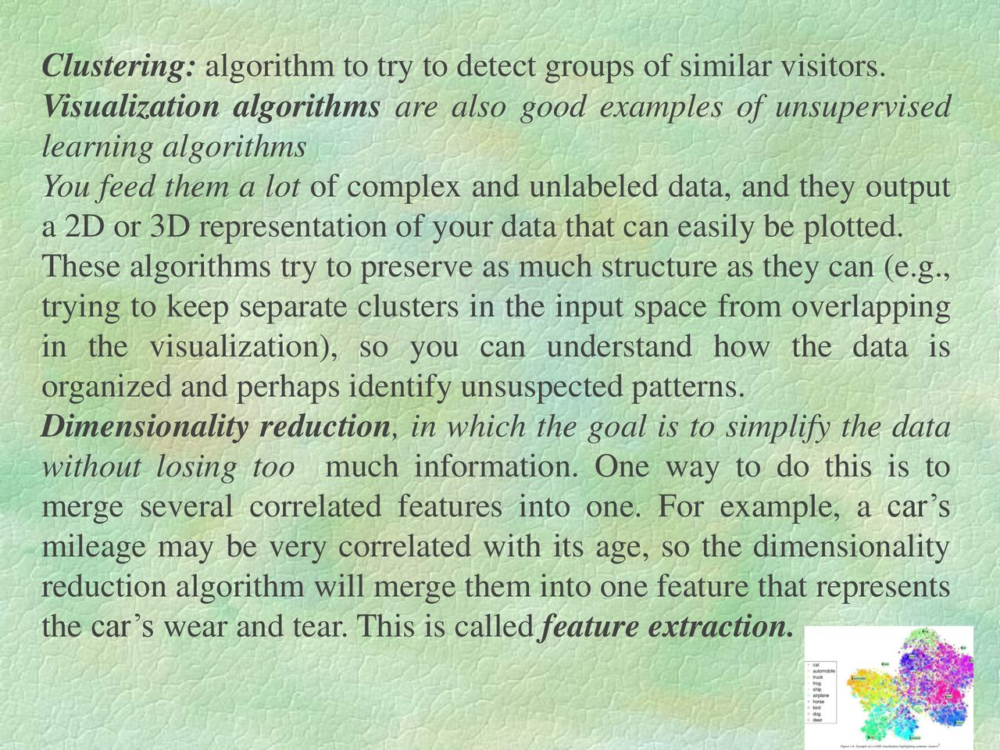 Clustering: algorithm to try to detect groups of similar visitors.
Visualization algorithms are also good examples of unsupervised
learning algorithms
You feed them a lot of complex and unlabeled data, and they output
a 2D or 3D representation of your data that can easily be plotted.
These algorithms try to preserve as much structure as they can (e.g.,
trying to keep separate clusters in the input space from overlapping
in the visualization), so you can understand how the data is
organized and perhaps identify unsuspected patterns.
Dimensionality reduction, in which the goal is to simplify the data
without losing too much information. One way to do this is to
merge several correlated features into one. For example, a car’s
mileage may be very correlated with its age, so the dimensionality
reduction algorithm will merge them into one feature that represents
the car’s wear and tear. This is called feature extraction.
cat
automobile
truck
frog
ship
airplane
horse
bird
dog
deer
Example of a t-SNE visualization highlighting semantic clusters